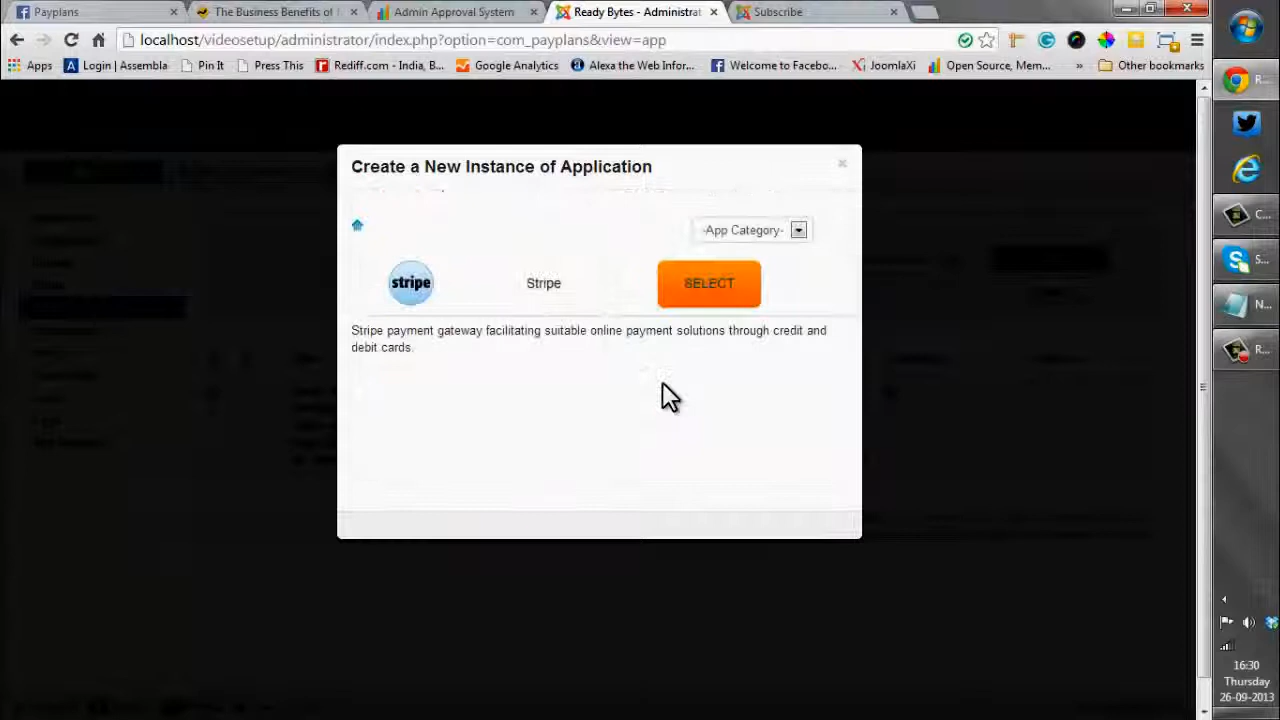 Payplans
The Business Benefits of
Admin Approval System
Ready Bytes - Administrat
Subscribe
localhost/videosetup/administrator/index.php?option=com_payplans&view=app
Apps
Login | Assembla
Pin It
Press This
Rediff.com - India, B...
Google Analytics
Alexa the Web Infor...
Welcome to Facebo...
JoomlaXi
Open Source, Mem...
»
Other bookmarks
Create a New Instance of Application
-App Category-
stripe
Stripe
SELECT
Stripe payment gateway facilitating suitable online payment solutions through credit and
debit cards.
R...
C...
S...
N...
R...
16:30
Thursday
26-09-2013